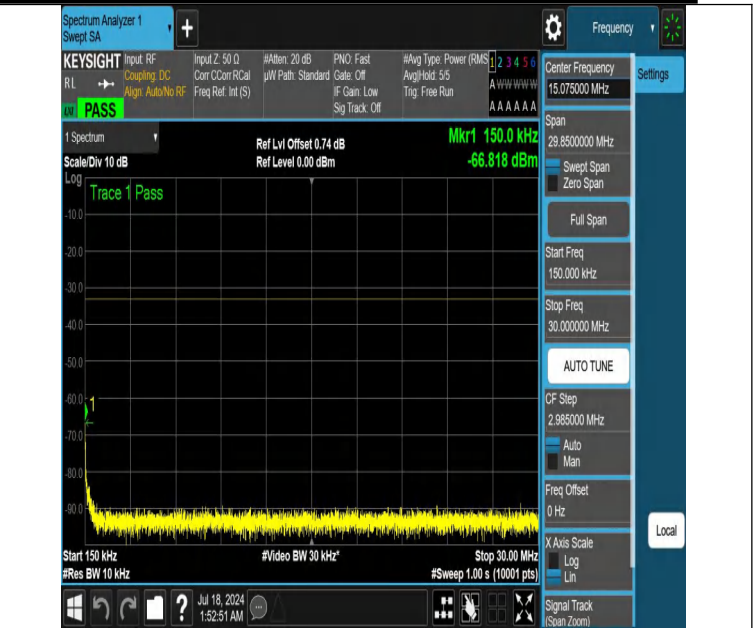 Spectrum Analyzer 1
Swept SA
+
Frequency
KEYSIGHT
RL
PASS
Input: RF
Coupling: DC
Align: Auto/No RF
Input Z: 50 Ω
Corr CCorr RCal
Freq Ref: Int (S)
#Atten: 20 dB
µW Path: Standard
PNO: Fast
Gate: Off
IF Gain: Low
Sig Track: Off
#Avg Type: Power (RMS
Avg|Hold: 5/5
Trig: Free Run
1 2 3 4 5 6
A W W W W W
A A A A A A
1 Spectrum
Scale/Div 10 dB
Ref Lvl Offset 0.74 dB
Ref Level 0.00 dBm
Mkr1 150.0 kHz
-66.818 dBm
Log
Trace 1 Pass
-10.0
-20.0
-30.0
-40.0
-50.0
-60.0
1
-70.0
-80.0
-90.0
Start 150 kHz
#Video BW 30 kHz*
Stop 30.00 MHz
#Res BW 10 kHz
#Sweep 1.00 s (10001 pts)
?
Jul 18, 2024
1:52:51 AM
Center Frequency
15.075000 MHz
Settings
Span
29.8500000 MHz
Swept Span
Zero Span
Full Span
Start Freq
150.000 kHz
Stop Freq
30.000000 MHz
AUTO TUNE
CF Step
2.985000 MHz
Auto
Man
Freq Offset
0 Hz
X Axis Scale
Log
Lin
Local
Signal Track
(Span Zoom)